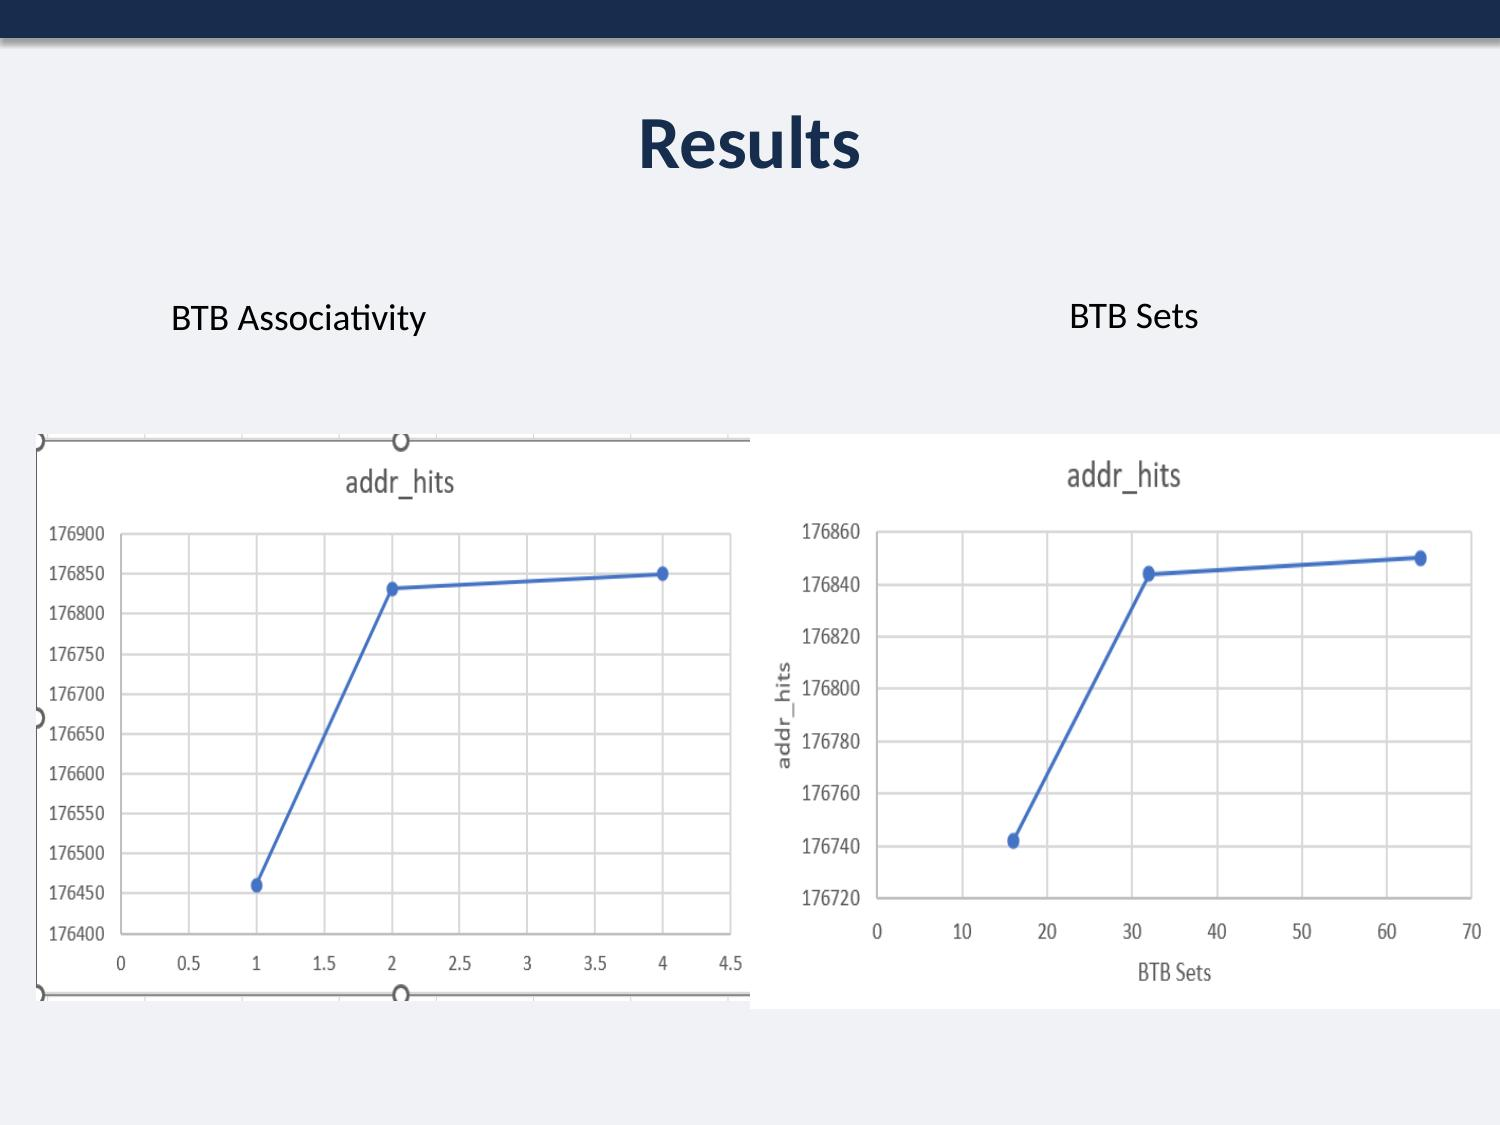 Results
BTB Associativity
BTB Sets
addr_hits
176900
176850
176800
176750
176700
176650
176600
176550
176500
176450
176400
0 0.5 1 1.5 2 2.5 3 3.5 4 4.5
addr_hits
addr_hits
176860
176840
176820
176800
176780
176760
176740
176720
0 10 20 30 40 50 60 70
BTB Sets